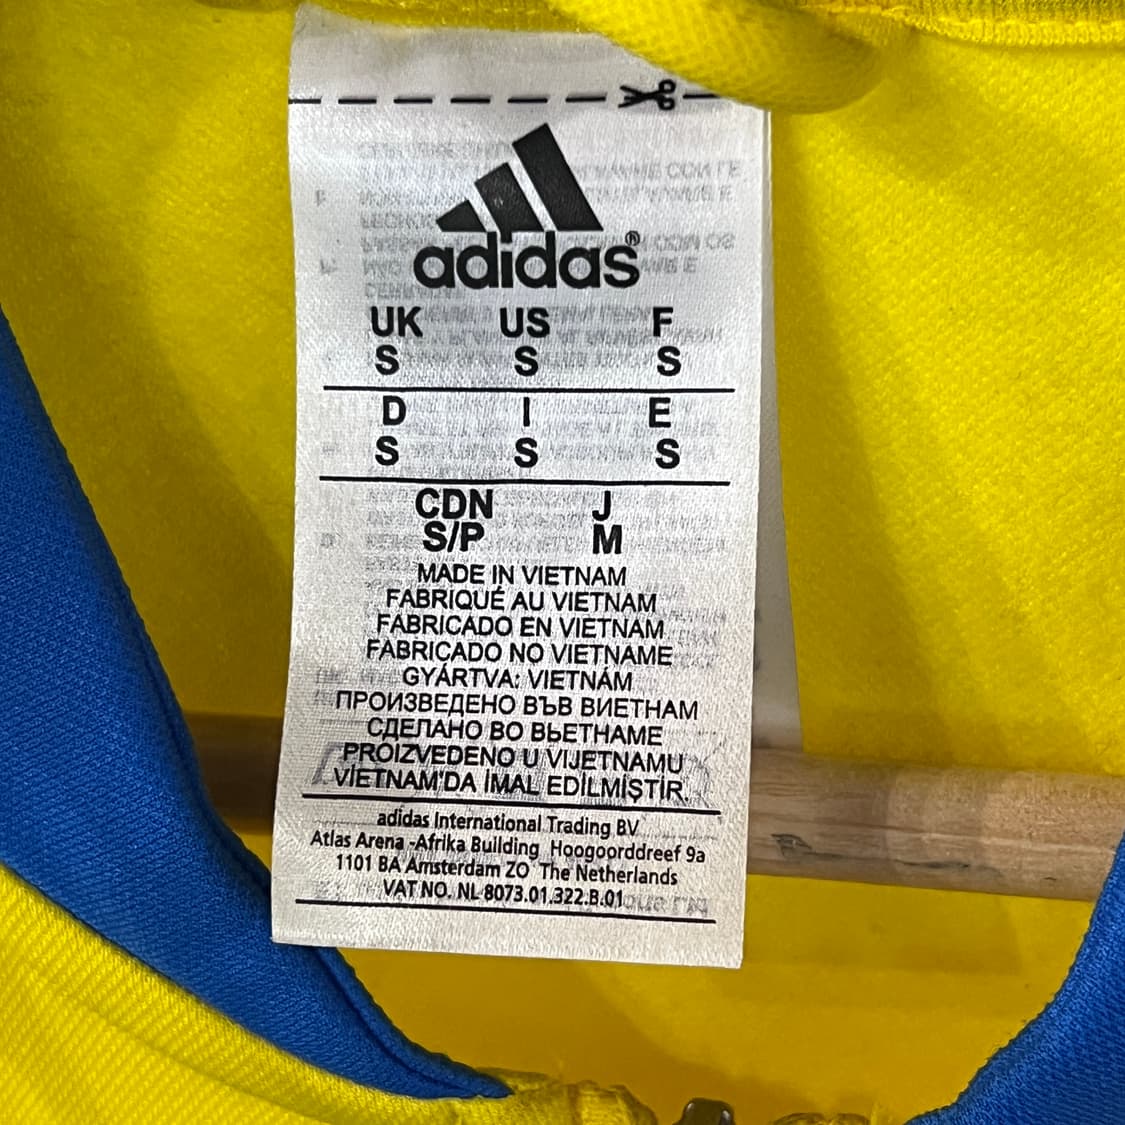 adidas®
UK US F
S S S
D I E
S S S
CDN J
S/P M
MADE IN VIETNAM
FABRIQUÉ AU VIETNAM
FABRICADO EN VIETNAM
FABRICADO NO VIETNAME
GYÁRTVA: VIETNÁM
ПРОИЗВЕДЕНО ВЪВ ВИЕТНАМ
СДЕЛАНО ВО ВЬЕТНАМЕ
PROIZVEDENO U VIJETNAMU
VİETNAM'DA İMAL EDİLMİŞTİR.
adidas International Trading BV
Atlas Arena -Afrika Building Hoogoorddreef 9a
1101 BA Amsterdam ZO The Netherlands
VAT NO. NL 8073.01.322.B.01